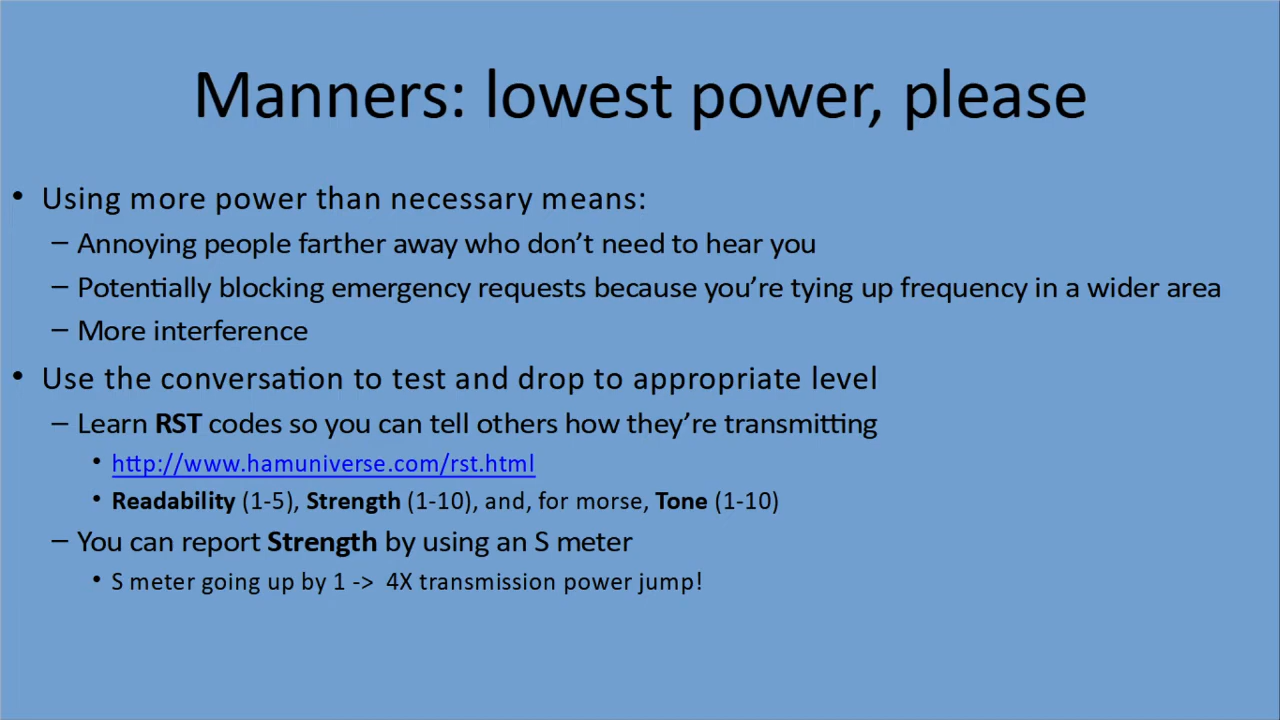 Manners: lowest power, please
• Using more power than necessary means:
– Annoying people farther away who don’t need to hear you
– Potentially blocking emergency requests because you’re tying up frequency in a wider area
– More interference
• Use the conversation to test and drop to appropriate level
– Learn RST codes so you can tell others how they’re transmitting
• http://www.hamuniverse.com/rst.html
• Readability (1-5), Strength (1-10), and, for morse, Tone (1-10)
– You can report Strength by using an S meter
• S meter going up by 1 -> 4X transmission power jump!